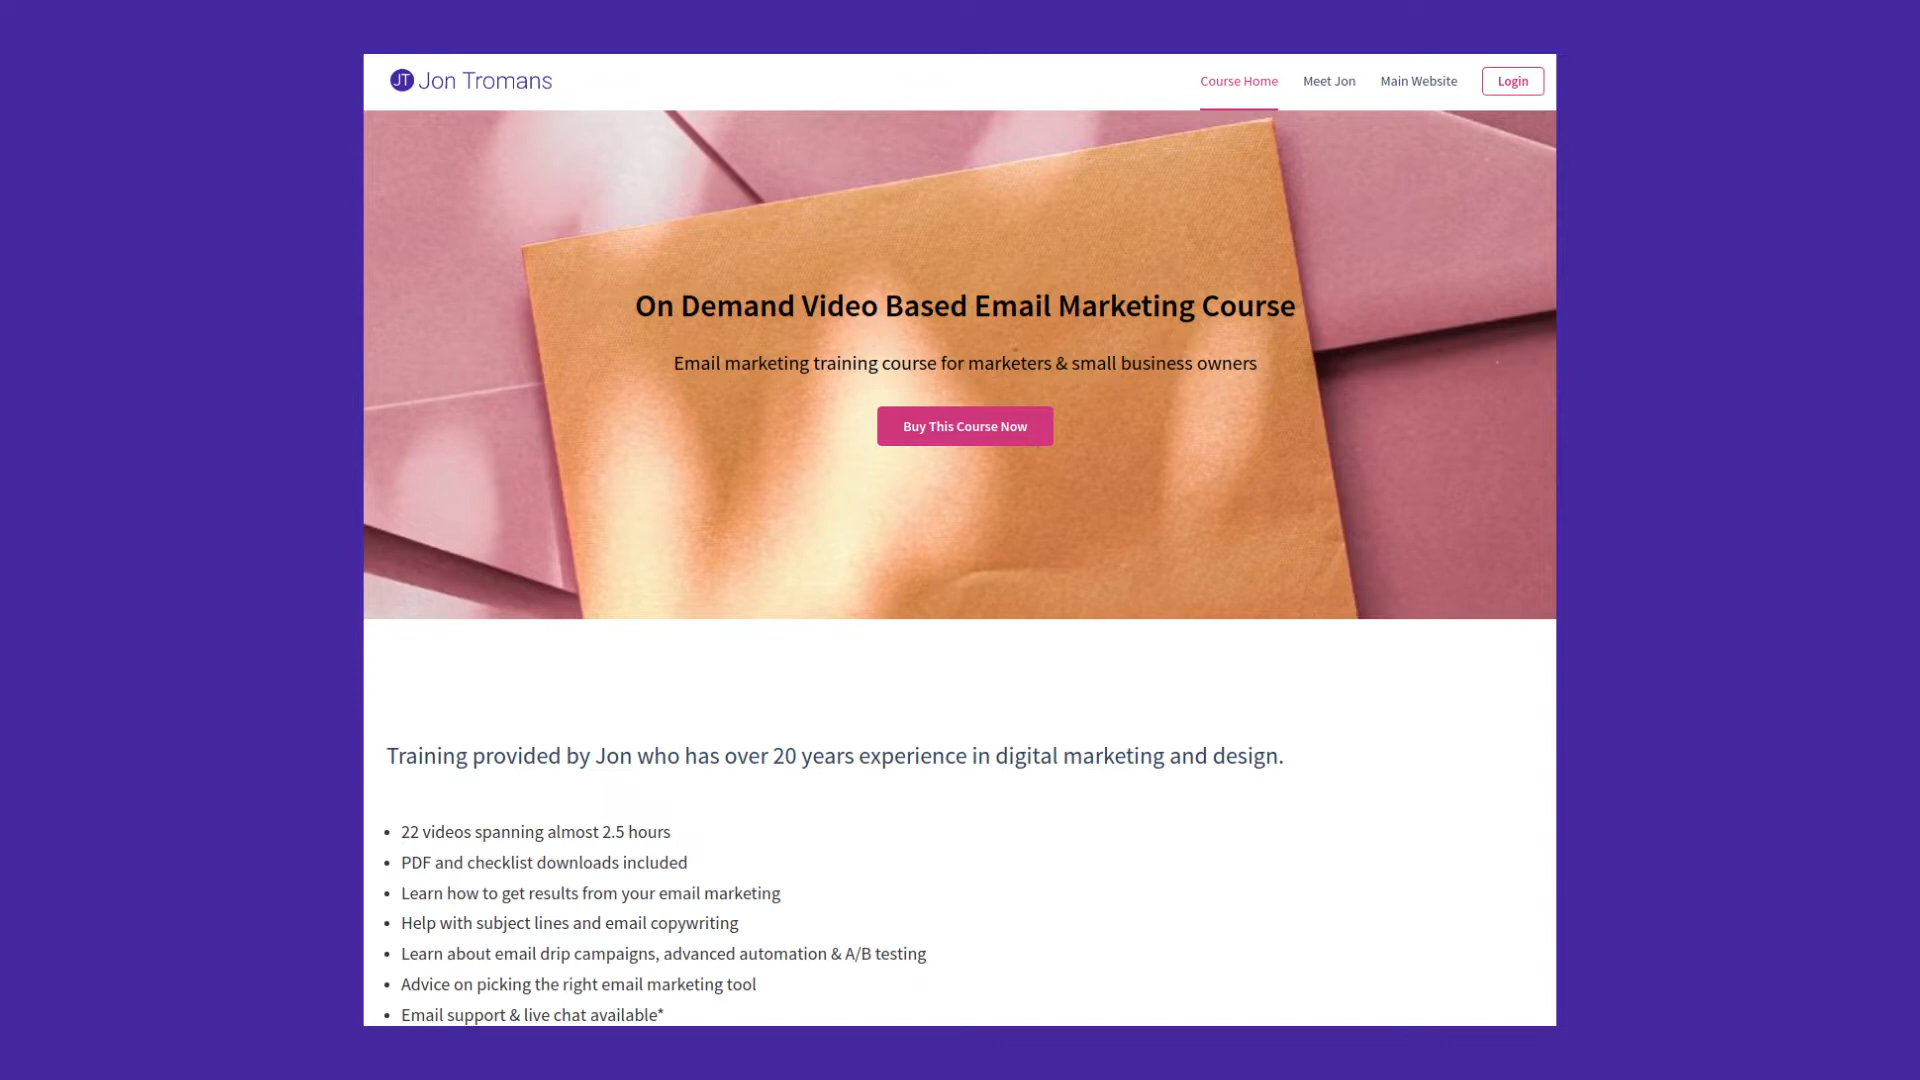 JT Jon Tromans
Course Home Meet Jon Main Website Login
On Demand Video Based Email Marketing Course
Email marketing training course for marketers & small business owners
Buy This Course Now
Training provided by Jon who has over 20 years experience in digital marketing and design.
• 22 videos spanning almost 2.5 hours
• PDF and checklist downloads included
• Learn how to get results from your email marketing
• Help with subject lines and email copywriting
• Learn about email drip campaigns, advanced automation & A/B testing
• Advice on picking the right email marketing tool
• Email support & live chat available*